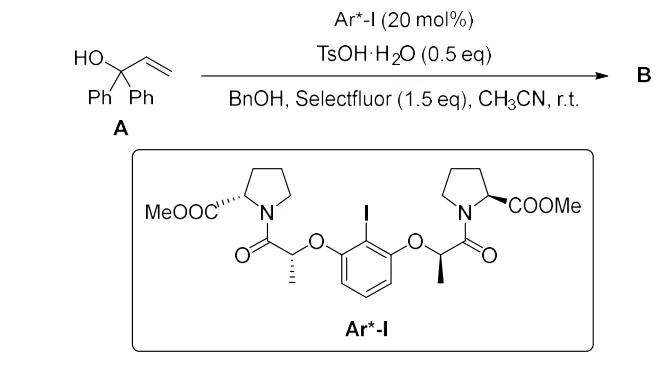 Ar*-I (20 mol%)
TsOH·H₂O (0.5 eq)
HO
Ph Ph
A
BnOH, Selectfluor (1.5 eq), CH₃CN, r.t.
B
MeOOC
N
I
N
COOMe
O
O
O
O
Ar*-I